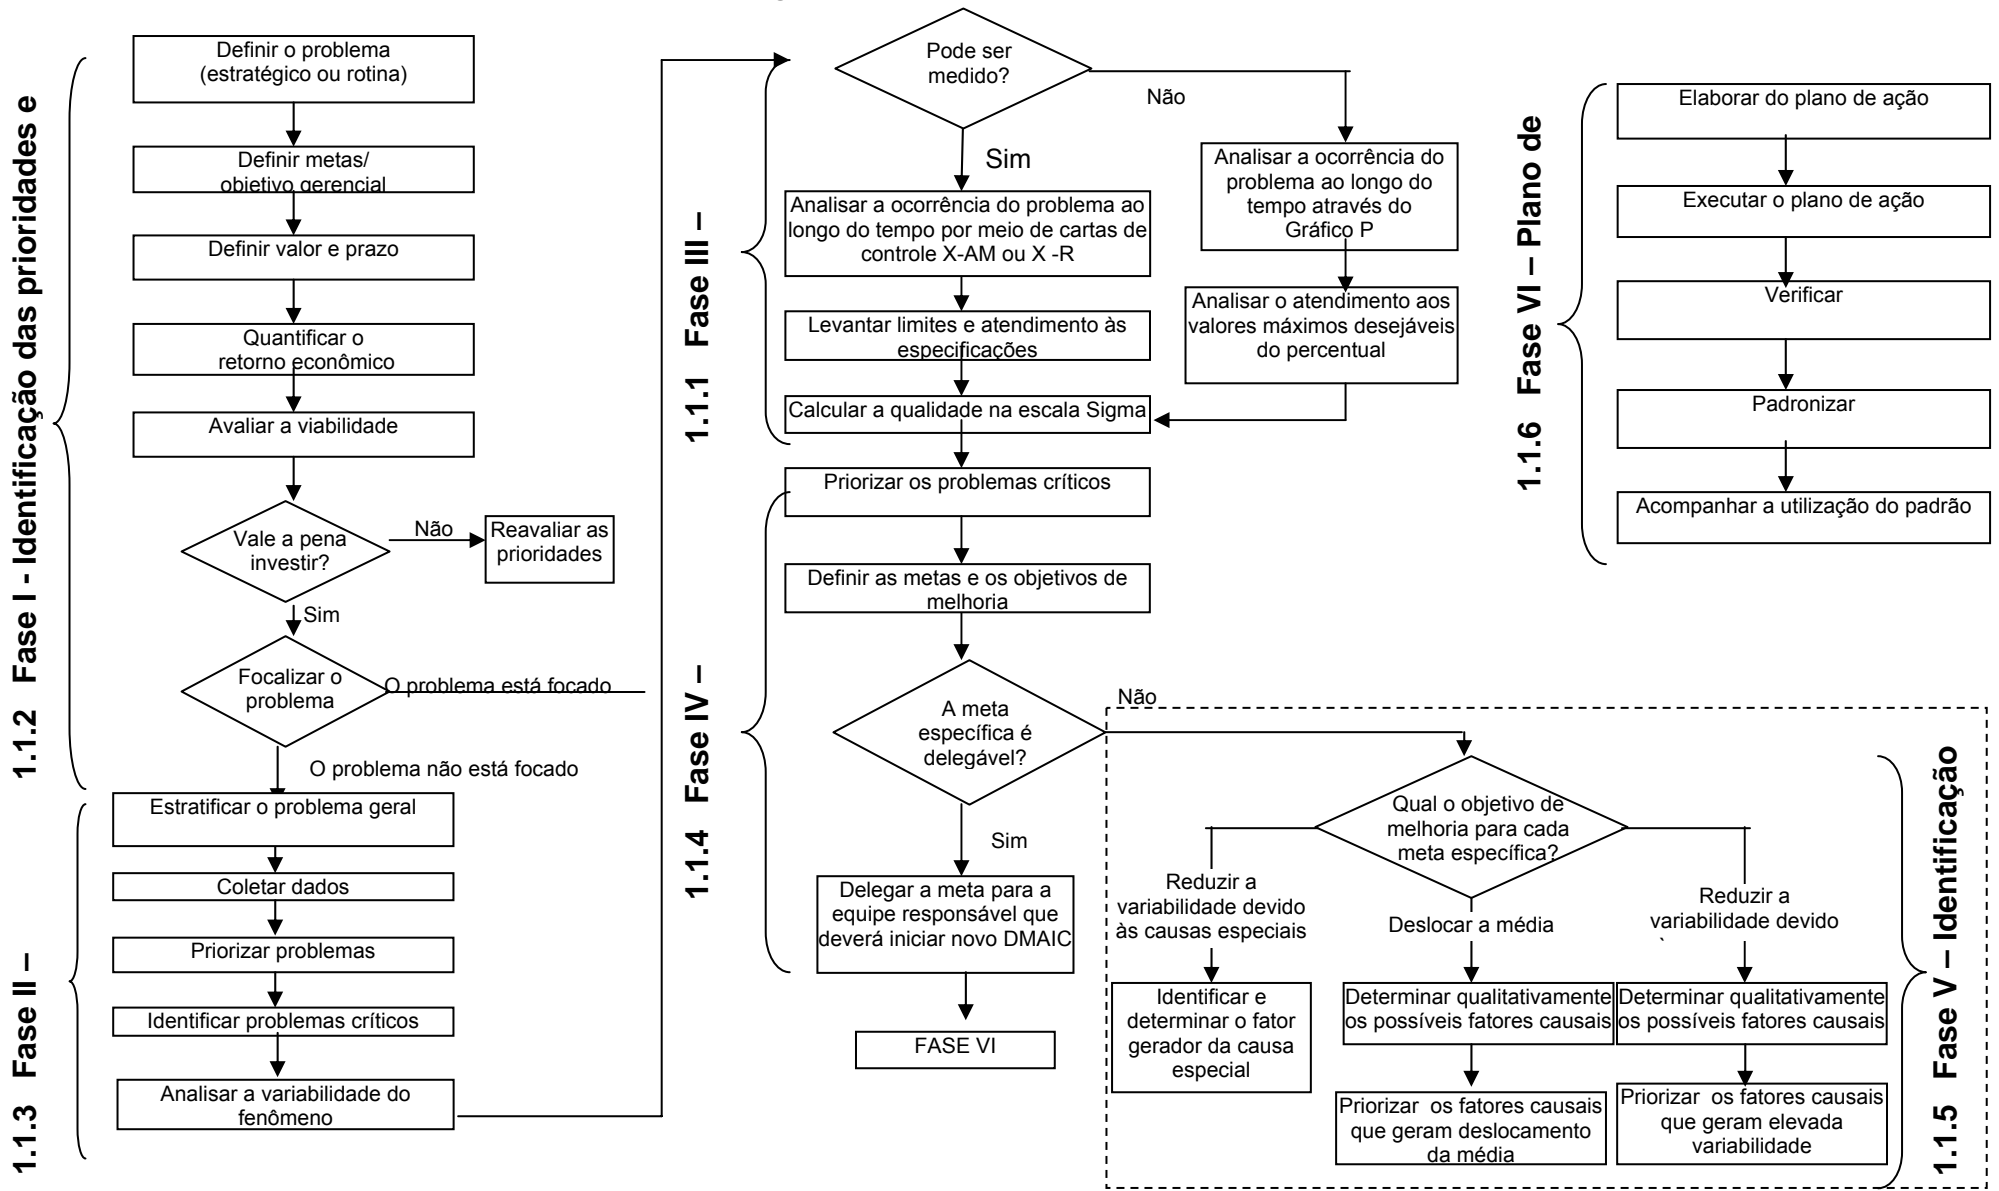 1.1.2 Fase I - Identificação das prioridades e
Definir o problema
(estratégico ou rotina)
Definir metas/
objetivo gerencial
Definir valor e prazo
Quantificar o
retorno econômico
Avaliar a viabilidade
Vale a pena
investir?
Não
Reavaliar as
prioridades
Sim
Focalizar o
problema
O problema está focado
O problema não está focado
1.1.3 Fase II –
Estratificar o problema geral
Coletar dados
Priorizar problemas
Identificar problemas críticos
Analisar a variabilidade do
fenômeno
1.1.1 Fase III –
Pode ser
medido?
Não
Sim
Analisar a ocorrência do problema ao
longo do tempo por meio de cartas de
controle X-AM ou X -R
Levantar limites e atendimento às
especificações
Calcular a qualidade na escala Sigma
Analisar a ocorrência do
problema ao longo do
tempo através do
Gráfico P
Analisar o atendimento aos
valores máximos desejáveis
do percentual
1.1.4 Fase IV –
Priorizar os problemas críticos
Definir as metas e os objetivos de
melhoria
A meta
específica é
delegável?
Não
Sim
Delegar a meta para a
equipe responsável que
deverá iniciar novo DMAIC
FASE VI
Qual o objetivo de
melhoria para cada
meta específica?
Reduzir a
variabilidade devido
às causas especiais
Deslocar a média
Reduzir a
variabilidade devido
Identificar e
determinar o fator
gerador da causa
especial
Determinar qualitativamente
os possíveis fatores causais
Priorizar os fatores causais
que geram deslocamento
da média
Determinar qualitativamente
os possíveis fatores causais
Priorizar os fatores causais
que geram elevada
variabilidade
1.1.5 Fase V – Identificação
1.1.6 Fase VI – Plano de
Elaborar do plano de ação
Executar o plano de ação
Verificar
Padronizar
Acompanhar a utilização do padrão